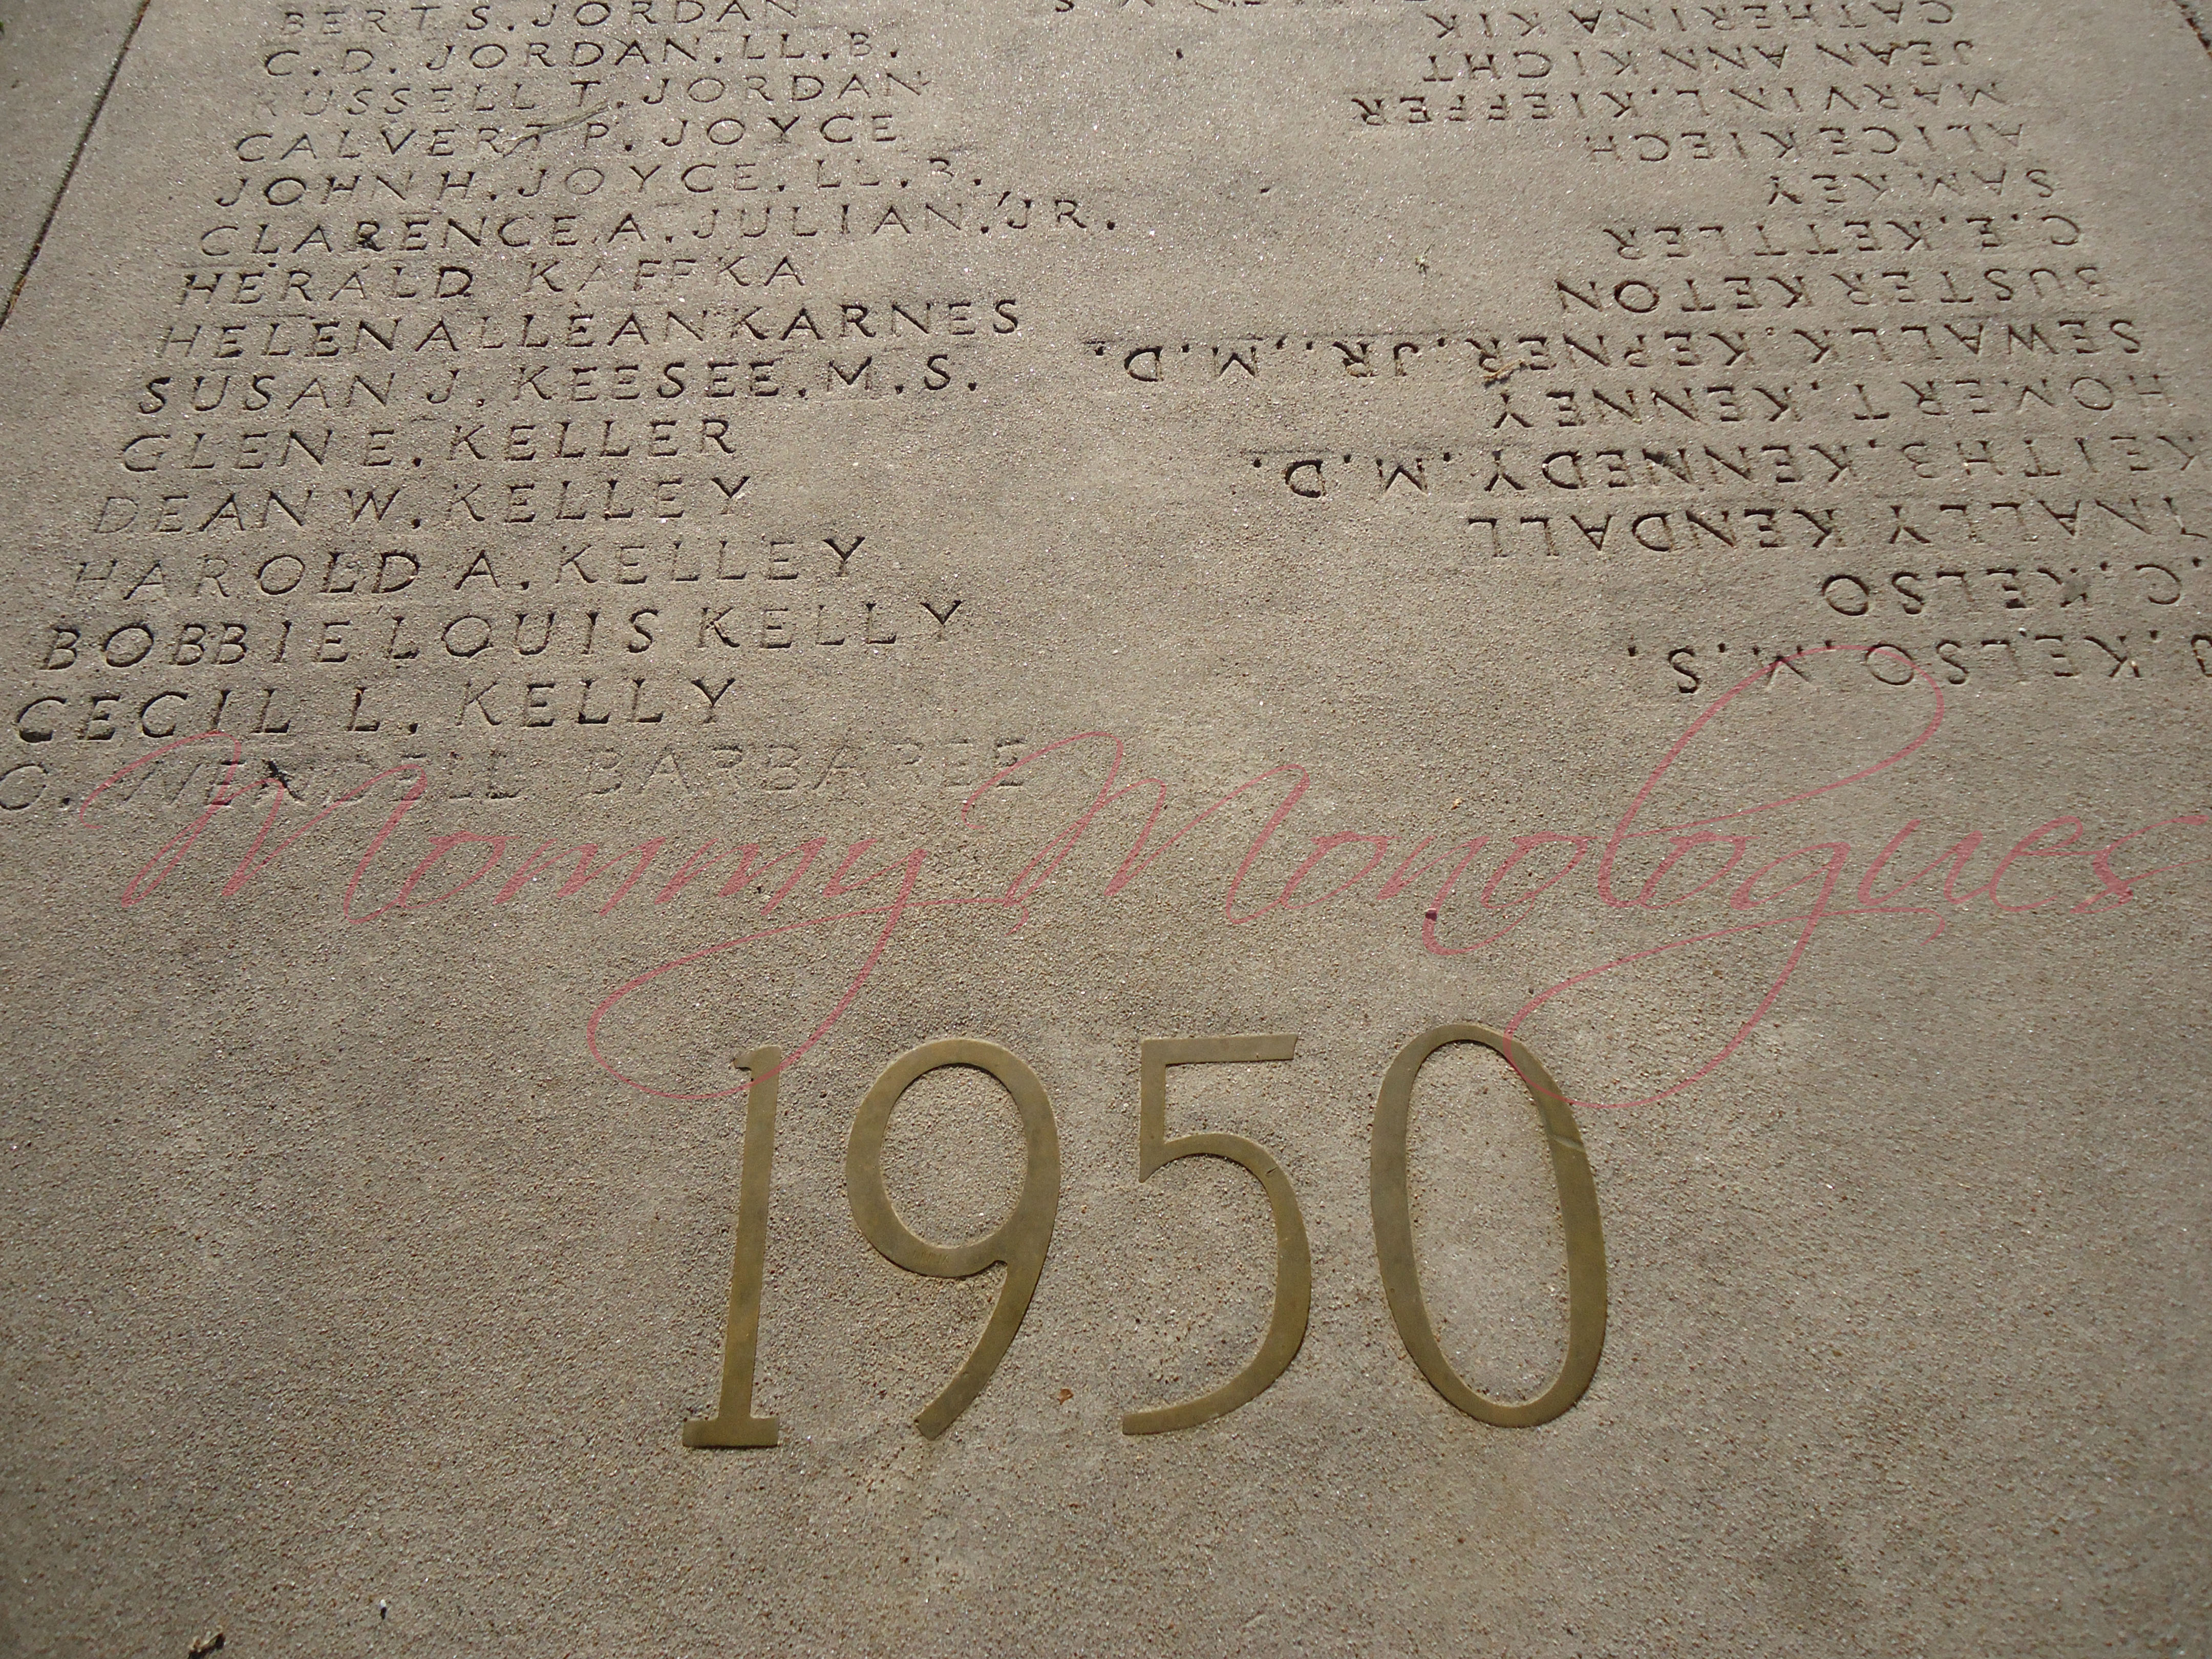 BERT S. JORDAN
C.D. JORDAN, LL.B.
RUSSELL T. JORDAN
CALVERT P. JOYCE
JOHN H. JOYCE, LL.B.
CLARENCE A. JULIAN, JR.
HERALD KAFFKA
HELEN ALLEAN KARNES
SUSAN J. KEESEE, M.S.
GLEN E. KELLER
DEAN W. KELLEY
HAROLD A. KELLEY
BOBBIE LOUIS KELLY
CECIL L. KELLY
G. WENDELL BARBAREE
J. KELSO, M.S.
C. KELSO
ALLY KENDALL
KEITH B. KENNEDY, M.D.
HOMER T. KENNEY
SEWALL K. KEPNER, JR., M.D.
BUSTER KETON
C.E. KETTLER
SAM KEY
ALICE KIECH
MARVIN L. KIEFFER
JEAN ANN KIGHT
CATHERINA KIK
Mommy Monologues
1950